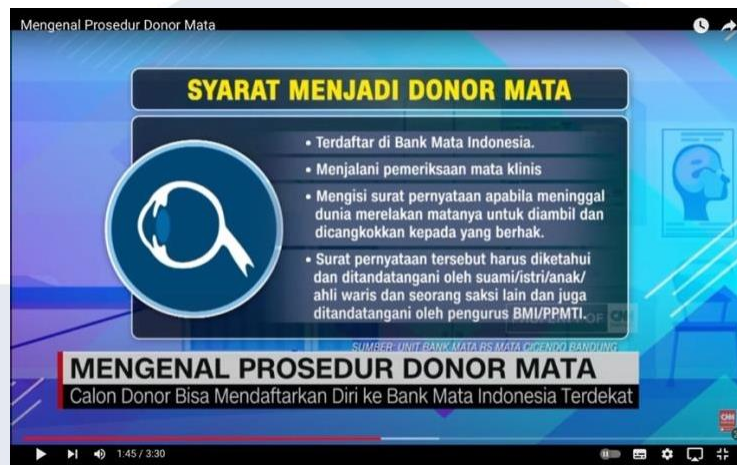 Mengenal Prosedur Donor Mata
SYARAT MENJADI DONOR MATA
• Terdaftar di Bank Mata Indonesia.
• Menjalani pemeriksaan mata klinis
• Mengisi surat pernyataan apabila meninggal
dunia merelakan matanya untuk diambil dan
dicangkokkan kepada yang berhak.
• Surat pernyataan tersebut harus diketahui
dan ditandatangani oleh suami/istri/anak/
ahli waris dan seorang saksi lain dan juga
ditandatangani oleh pengurus BMI/PPMTI.
SUMBER: UNIT BANK MATA RS MATA CICENDO BANDUNG
MENGENAL PROSEDUR DONOR MATA
Calon Donor Bisa Mendaftarkan Diri ke Bank Mata Indonesia Terdekat
CNN
1:45 / 3:30